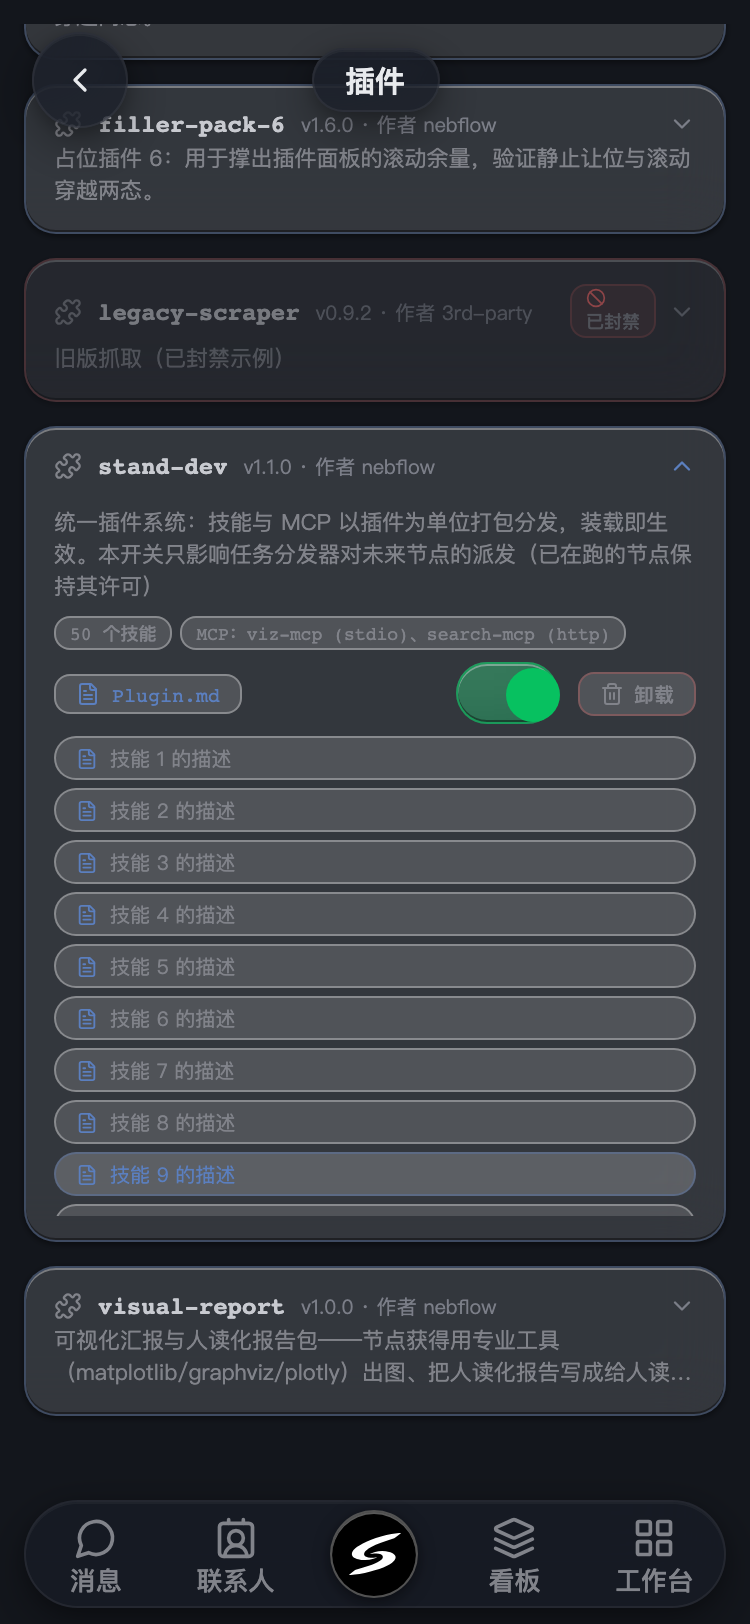 插件
filler-pack-6 v1.6.0 · 作者 nebflow
占位插件 6：用于撑出插件面板的滚动余量，验证静止让位与滚动
穿越两态。
legacy-scraper v0.9.2 · 作者 3rd-party
已封禁
旧版抓取（已封禁示例）
stand-dev v1.1.0 · 作者 nebflow
统一插件系统：技能与 MCP 以插件为单位打包分发，装载即生
效。本开关只影响任务分发器对未来节点的派发（已在跑的节点保
持其许可）
50 个技能 MCP：viz-mcp (stdio)、search-mcp (http)
Plugin.md 卸载
技能 1 的描述
技能 2 的描述
技能 3 的描述
技能 4 的描述
技能 5 的描述
技能 6 的描述
技能 7 的描述
技能 8 的描述
技能 9 的描述
visual-report v1.0.0 · 作者 nebflow
可视化汇报与人读化报告包——节点获得用专业工具
（matplotlib/graphviz/plotly）出图、把人读化报告写成给人读…
消息 联系人 看板 工作台